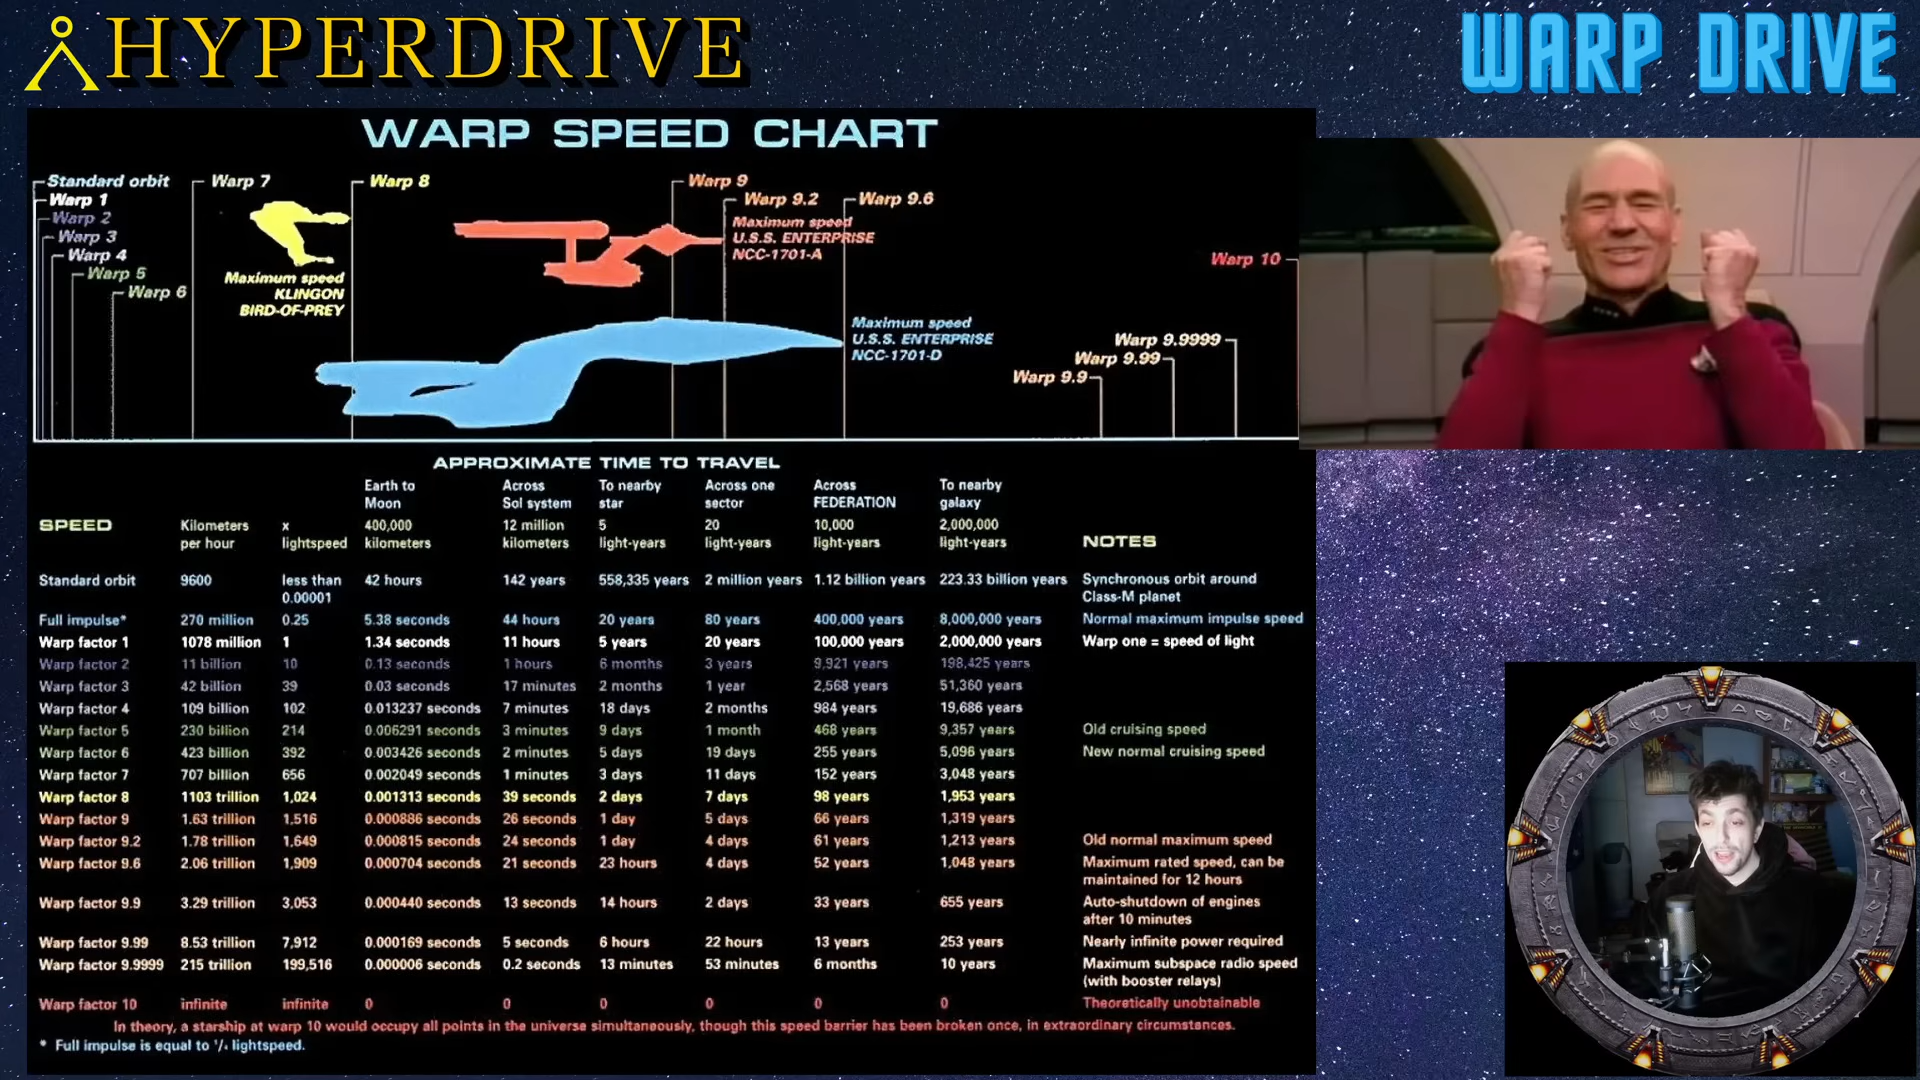 HYPERDRIVE
WARP DRIVE
WARP SPEED CHART
Standard orbit
Warp 1
Warp 2
Warp 3
Warp 4
Warp 5
Warp 6
Warp 7
Maximum speed
KLINGON
BIRD-OF-PREY
Warp 8
Warp 9
Warp 9.2
Maximum speed
U.S.S. ENTERPRISE
NCC-1701-A
Warp 9.6
Maximum speed
U.S.S. ENTERPRISE
NCC-1701-D
Warp 9.9
Warp 9.99
Warp 9.9999
Warp 10
APPROXIMATE TIME TO TRAVEL
Earth to Across To nearby Across one Across To nearby
Moon Sol system star sector FEDERATION galaxy
SPEED Kilometers x 400,000 12 million 5 20 10,000 2,000,000 NOTES
per hour lightspeed kilometers kilometers light-years light-years light-years light-years
Standard orbit 9600 less than 42 hours 142 years 558,335 years 2 million years 1.12 billion years 223.33 billion years Synchronous orbit around
0.00001 Class-M planet
Full impulse* 270 million 0.25 5.38 seconds 44 hours 20 years 80 years 400,000 years 8,000,000 years Normal maximum impulse speed
Warp factor 1 1078 million 1 1.34 seconds 11 hours 5 years 20 years 100,000 years 2,000,000 years Warp one = speed of light
Warp factor 2 11 billion 10 0.13 seconds 1 hours 6 months 3 years 9,921 years 198,425 years
Warp factor 3 42 billion 39 0.03 seconds 17 minutes 2 months 1 year 2,568 years 51,360 years
Warp factor 4 109 billion 102 0.013237 seconds 7 minutes 18 days 2 months 984 years 19,686 years
Warp factor 5 230 billion 214 0.006291 seconds 3 minutes 9 days 1 month 468 years 9,357 years Old cruising speed
Warp factor 6 423 billion 392 0.003426 seconds 2 minutes 5 days 19 days 255 years 5,096 years New normal cruising speed
Warp factor 7 707 billion 656 0.002049 seconds 1 minutes 3 days 11 days 152 years 3,048 years
Warp factor 8 1103 trillion 1,024 0.001313 seconds 39 seconds 2 days 7 days 98 years 1,953 years
Warp factor 9 1.63 trillion 1,516 0.000886 seconds 26 seconds 1 day 5 days 66 years 1,319 years
Warp factor 9.2 1.78 trillion 1,649 0.000815 seconds 24 seconds 1 day 4 days 61 years 1,213 years Old normal maximum speed
Warp factor 9.6 2.06 trillion 1,909 0.000704 seconds 21 seconds 23 hours 4 days 52 years 1,048 years Maximum rated speed, can be
maintained for 12 hours
Warp factor 9.9 3.29 trillion 3,053 0.000440 seconds 13 seconds 14 hours 2 days 33 years 655 years Auto-shutdown of engines
after 10 minutes
Warp factor 9.99 8.53 trillion 7,912 0.000169 seconds 5 seconds 6 hours 22 hours 13 years 253 years Nearly infinite power required
Warp factor 9.9999 215 trillion 199,516 0.000006 seconds 0.2 seconds 13 minutes 53 minutes 6 months 10 years Maximum subspace radio speed
(with booster relays)
Warp factor 10 infinite infinite 0 0 0 0 0 0 Theoretically unobtainable
In theory, a starship at warp 10 would occupy all points in the universe simultaneously, though this speed barrier has been broken once, in extraordinary circumstances.
* Full impulse is equal to 1/4 lightspeed.